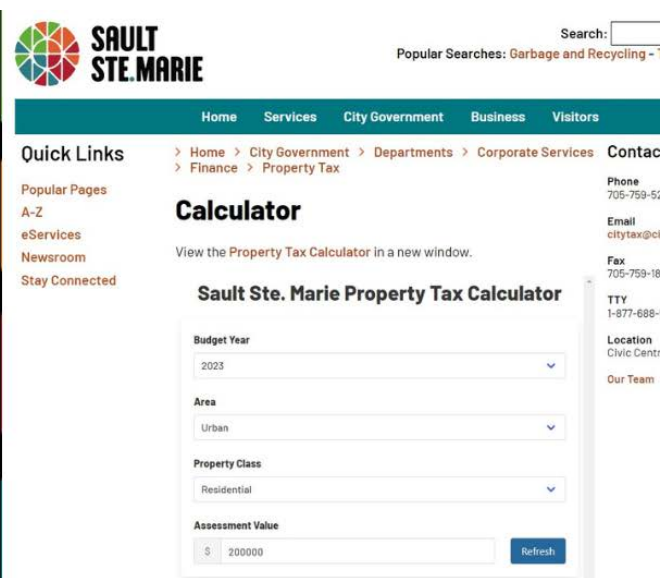 SAULT
STE.MARIE
Search:
Popular Searches: Garbage and Recycling -
Home Services City Government Business Visitors
Quick Links
Popular Pages
A-Z
eServices
Newsroom
Stay Connected
> Home > City Government > Departments > Corporate Services
> Finance > Property Tax
Calculator
View the Property Tax Calculator in a new window.
Sault Ste. Marie Property Tax Calculator
Budget Year
2023
Area
Urban
Property Class
Residential
Assessment Value
$ 200000
Refresh
Contac
Phone
705-759-52
Email
citytax@ci
Fax
705-759-18
TTY
1-877-688-
Location
Civic Centr
Our Team